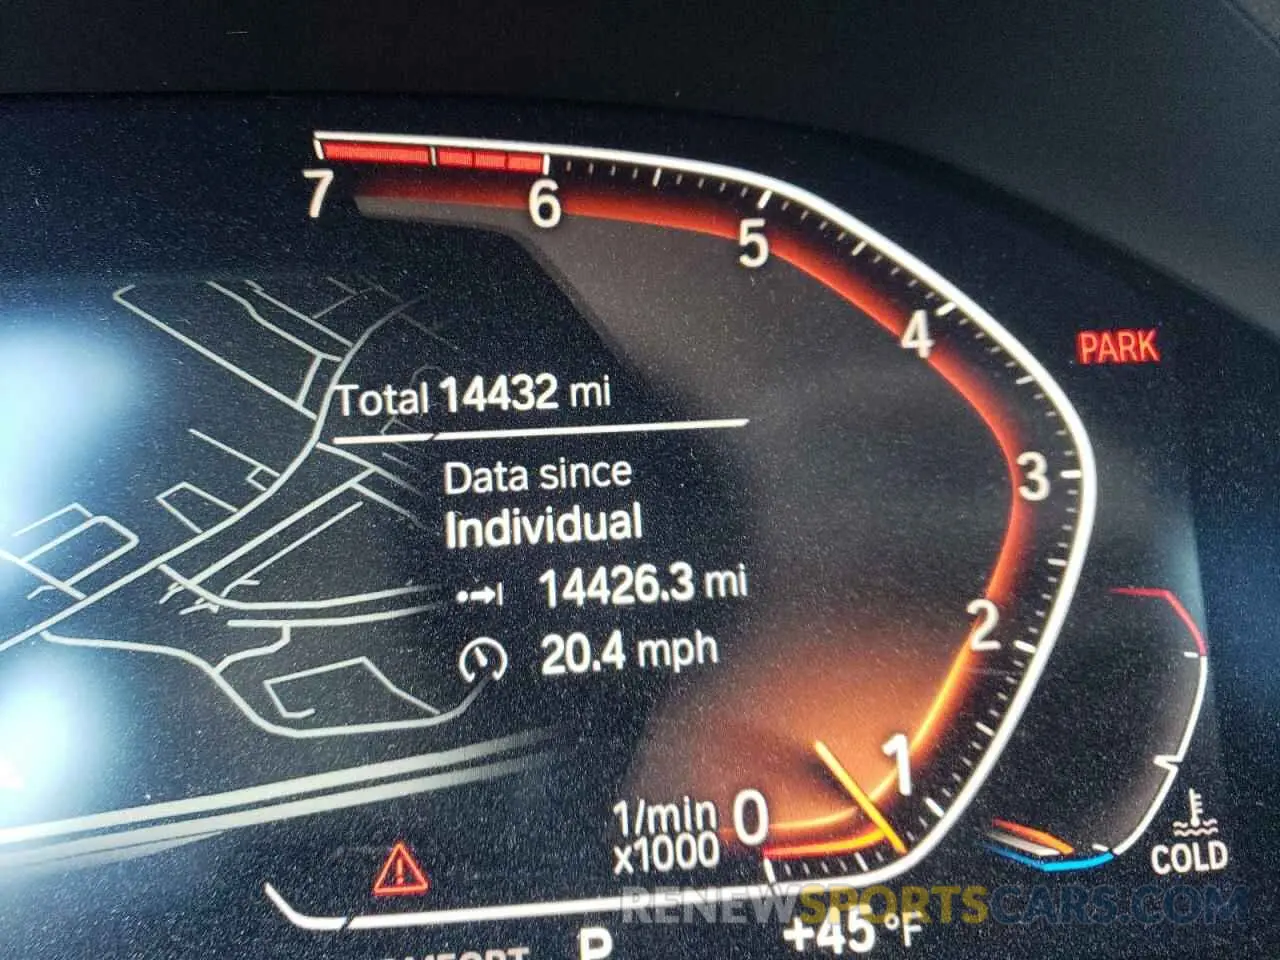 7
6
5
4
PARK
Total 14432 mi
3
Data since
Individual
14426.3 mi
2
20.4 mph
1
1/min 0
x1000
COLD
RENEWSPORTSCARS.COM
P +45 °F